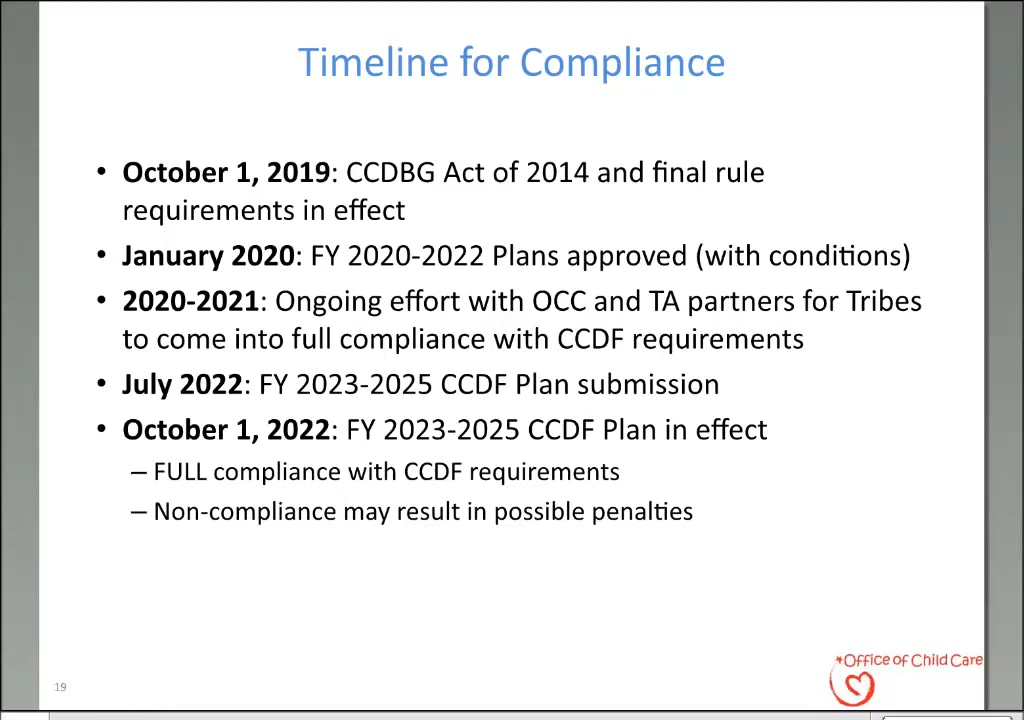 Timeline for Compliance
• October 1, 2019: CCDBG Act of 2014 and final rule
requirements in effect
• January 2020: FY 2020-2022 Plans approved (with conditions)
• 2020-2021: Ongoing effort with OCC and TA partners for Tribes
to come into full compliance with CCDF requirements
• July 2022: FY 2023-2025 CCDF Plan submission
• October 1, 2022: FY 2023-2025 CCDF Plan in effect
– FULL compliance with CCDF requirements
– Non-compliance may result in possible penalties
Office of Child Care
19